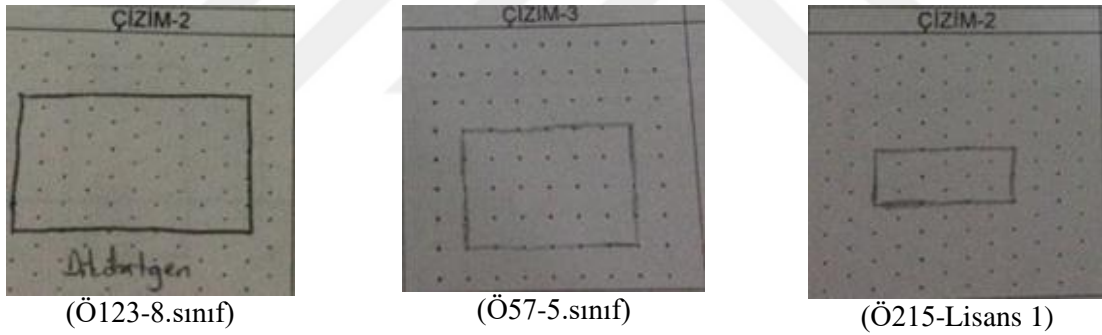 ÇİZİM-2
ÇİZİM-3
ÇİZİM-2
Dikdörtgen
(Ö123-8.sınıf)
(Ö57-5.sınıf)
(Ö215-Lisans 1)